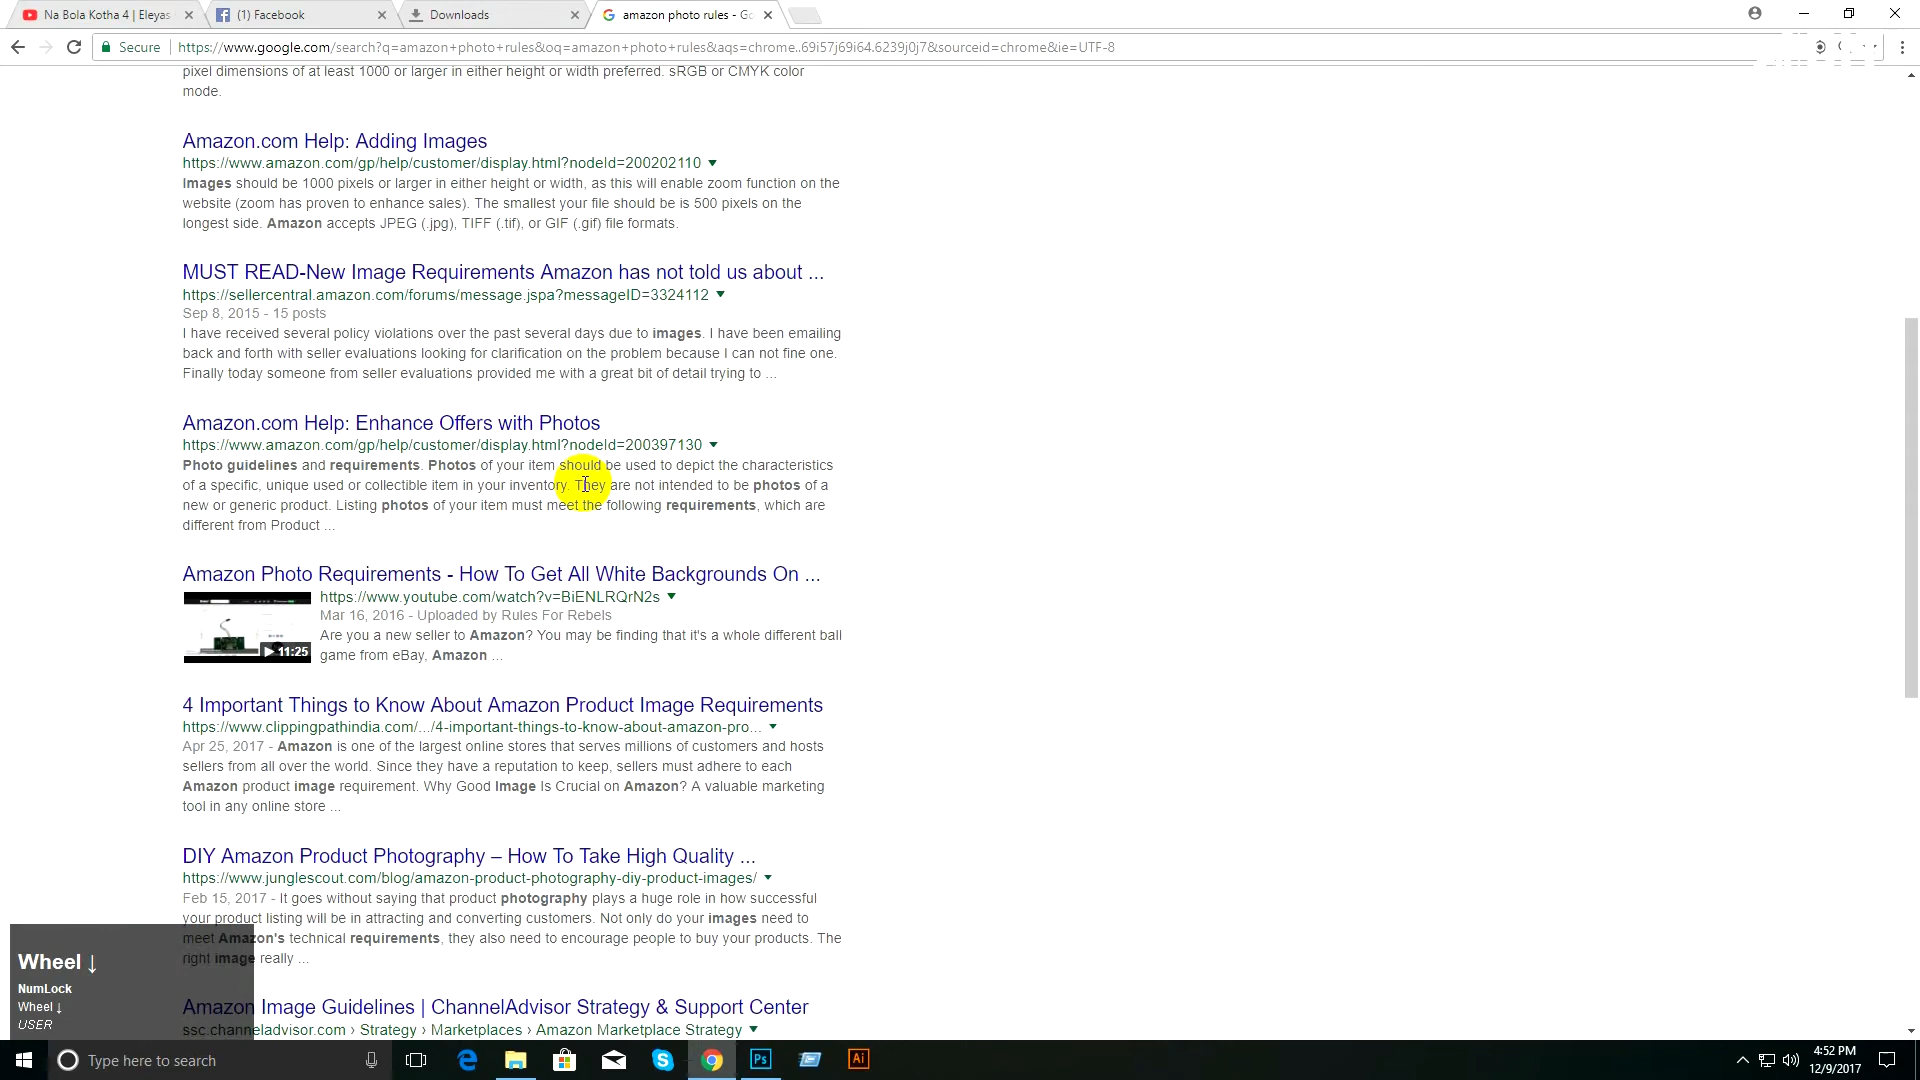 Na Bola Kotha 4 | Eleyas
(1) Facebook
Downloads
amazon photo rules - Go
Secure
https://www.google.com/search?q=amazon+photo+rules&oq=amazon+photo+rules&aqs=chrome..69i57j69i64.6239j0j7&sourceid=chrome&ie=UTF-8
pixel dimensions of at least 1000 or larger in either height or width preferred. sRGB or CMYK color
mode.
Amazon.com Help: Adding Images
https://www.amazon.com/gp/help/customer/display.html?nodeId=200202110
Images should be 1000 pixels or larger in either height or width, as this will enable zoom function on the
website (zoom has proven to enhance sales). The smallest your file should be is 500 pixels on the
longest side. Amazon accepts JPEG (.jpg), TIFF (.tif), or GIF (.gif) file formats.
MUST READ-New Image Requirements Amazon has not told us about ...
https://sellercentral.amazon.com/forums/message.jspa?messageID=3324112
Sep 8, 2015 - 15 posts
I have received several policy violations over the past several days due to images. I have been emailing
back and forth with seller evaluations looking for clarification on the problem because I can not fine one.
Finally today someone from seller evaluations provided me with a great bit of detail trying to ...
Amazon.com Help: Enhance Offers with Photos
https://www.amazon.com/gp/help/customer/display.html?nodeId=200397130
Photo guidelines and requirements. Photos of your item should be used to depict the characteristics
of a specific, unique used or collectible item in your inventory. They are not intended to be photos of a
new or generic product. Listing photos of your item must meet the following requirements, which are
different from Product ...
Amazon Photo Requirements - How To Get All White Backgrounds On ...
https://www.youtube.com/watch?v=BiENLRQrN2s
Mar 16, 2016 - Uploaded by Rules For Rebels
Are you a new seller to Amazon? You may be finding that it's a whole different ball
game from eBay, Amazon ...
11:25
4 Important Things to Know About Amazon Product Image Requirements
https://www.clippingpathindia.com/.../4-important-things-to-know-about-amazon-pro...
Apr 25, 2017 - Amazon is one of the largest online stores that serves millions of customers and hosts
sellers from all over the world. Since they have a reputation to keep, sellers must adhere to each
Amazon product image requirement. Why Good Image Is Crucial on Amazon? A valuable marketing
tool in any online store ...
DIY Amazon Product Photography – How To Take High Quality ...
https://www.junglescout.com/blog/amazon-product-photography-diy-product-images/
Feb 15, 2017 - It goes without saying that product photography plays a huge role in how successful
your product listing will be in attracting and converting customers. Not only do your images need to
meet Amazon's technical requirements, they also need to encourage people to buy your products. The
right image really ...
Amazon Image Guidelines | ChannelAdvisor Strategy & Support Center
ssc.channeladvisor.com › Strategy › Marketplaces › Amazon Marketplace Strategy
Wheel ↓
NumLock
Wheel ↓
USER
Type here to search
Ps
Ai
4:52 PM
12/9/2017